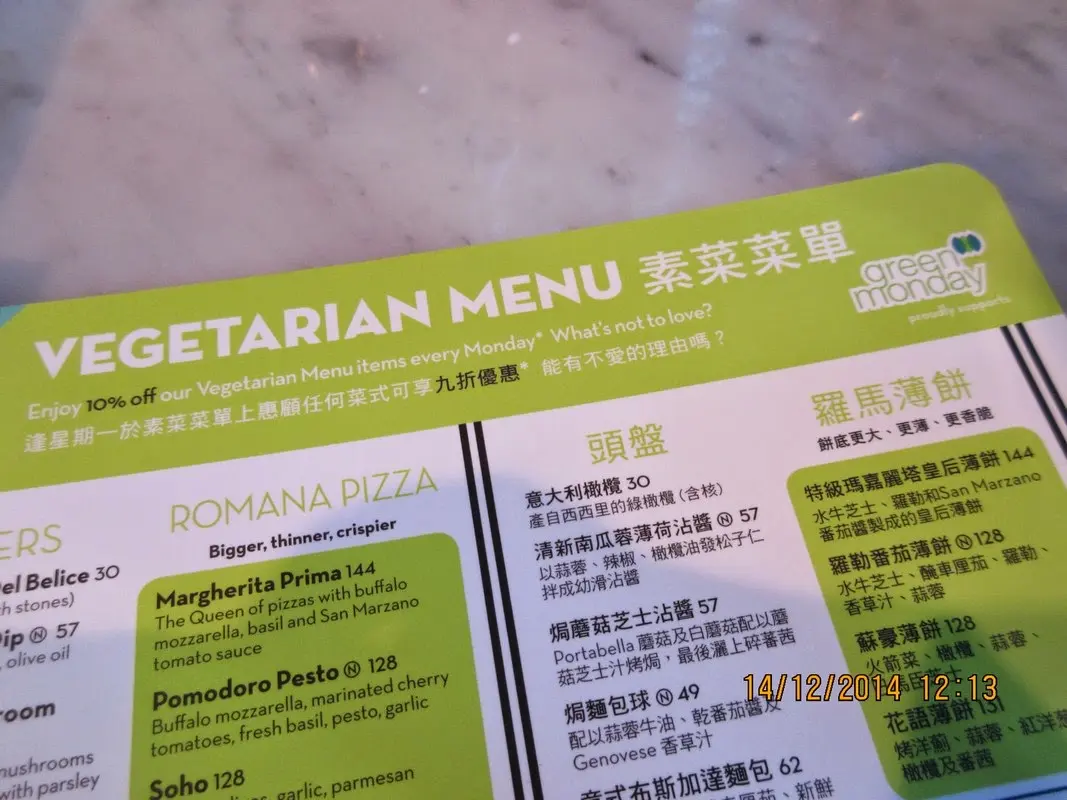 VEGETARIAN MENU 素菜菜單
green monday
proudly supports
Enjoy 10% off our Vegetarian Menu items every Monday* What's not to love?
逢星期一於素菜菜單上惠顧任何菜式可享九折優惠* 能有不愛的理由嗎？
ERS
Del Belice 30
th stones)
Dip Ⓝ 57
, olive oil
room
mushrooms
with parsley
ROMANA PIZZA
Bigger, thinner, crispier
Margherita Prima 144
The Queen of pizzas with buffalo
mozzarella, basil and San Marzano
tomato sauce
Pomodoro Pesto Ⓝ 128
Buffalo mozzarella, marinated cherry
tomatoes, fresh basil, pesto, garlic
Soho 128
garlic, parmesan
頭盤
意大利橄欖 30
產自西西里的綠橄欖 (含核)
清新南瓜蓉薄荷沾醬 Ⓝ 57
以蒜蓉、辣椒、橄欖油發松子仁
拌成幼滑沾醬
焗蘑菇芝士沾醬 57
Portabella 蘑菇及白蘑菇配以蘑
菇芝士汁烤焗，最後灑上碎蕃茜
焗麵包球 Ⓝ 49
配以蒜蓉牛油、乾番茄醬及
Genovese 香草汁
意式布斯加達麵包 62
羅馬薄餅
餅底更大、更薄、更香脆
特級瑪嘉麗塔皇后薄餅 144
水牛芝士、羅勒和San Marzano
番茄醬製成的皇后薄餅
羅勒番茄薄餅 Ⓝ 128
水牛芝士、醃車厘茄、羅勒、
香草汁、蒜蓉
蘇豪薄餅 128
火箭菜、橄欖、蒜蓉、
花語薄餅 131
烤洋薊、蒜蓉、紅洋蔥
橄欖及番茜
14/12/2014 12:13